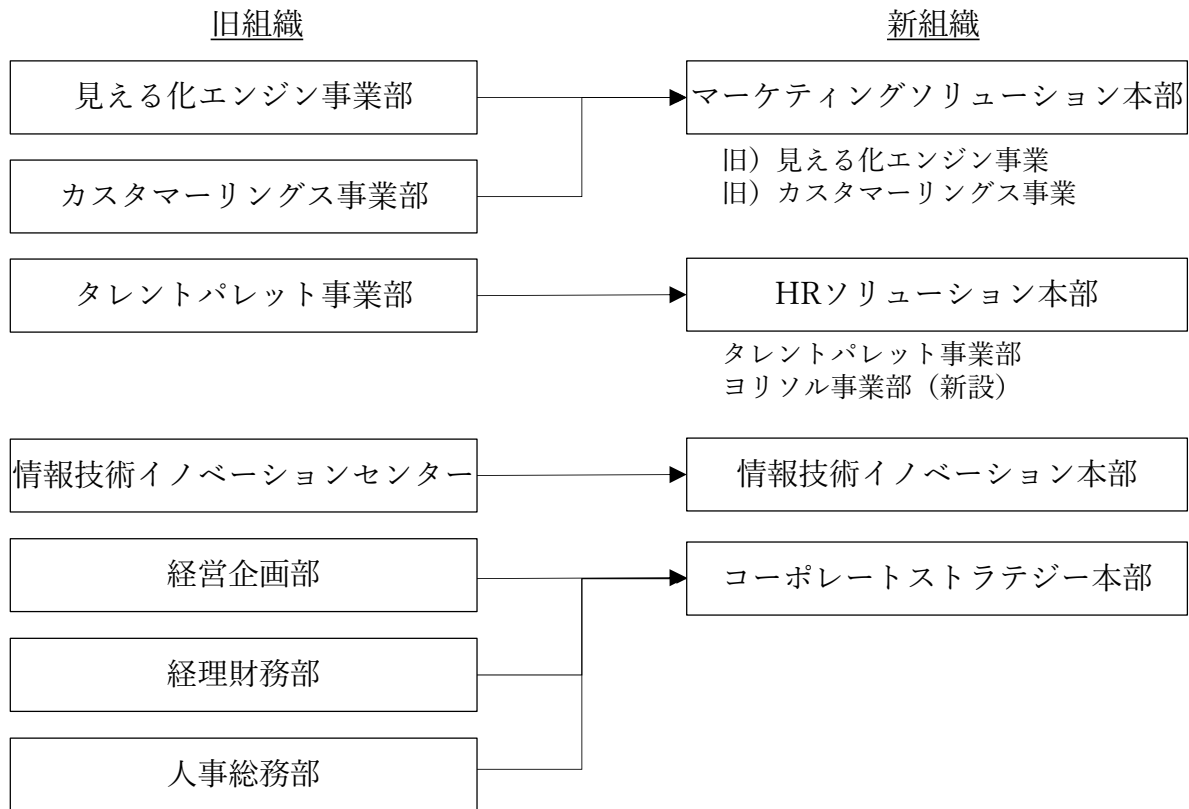 旧組織
新組織
見える化エンジン事業部
マーケティングソリューション本部
カスタマーリングス事業部
旧）見える化エンジン事業
旧）カスタマーリングス事業
タレントパレット事業部
HRソリューション本部
タレントパレット事業部
ヨリソル事業部（新設）
情報技術イノベーションセンター
情報技術イノベーション本部
経営企画部
コーポレートストラテジー本部
経理財務部
人事総務部